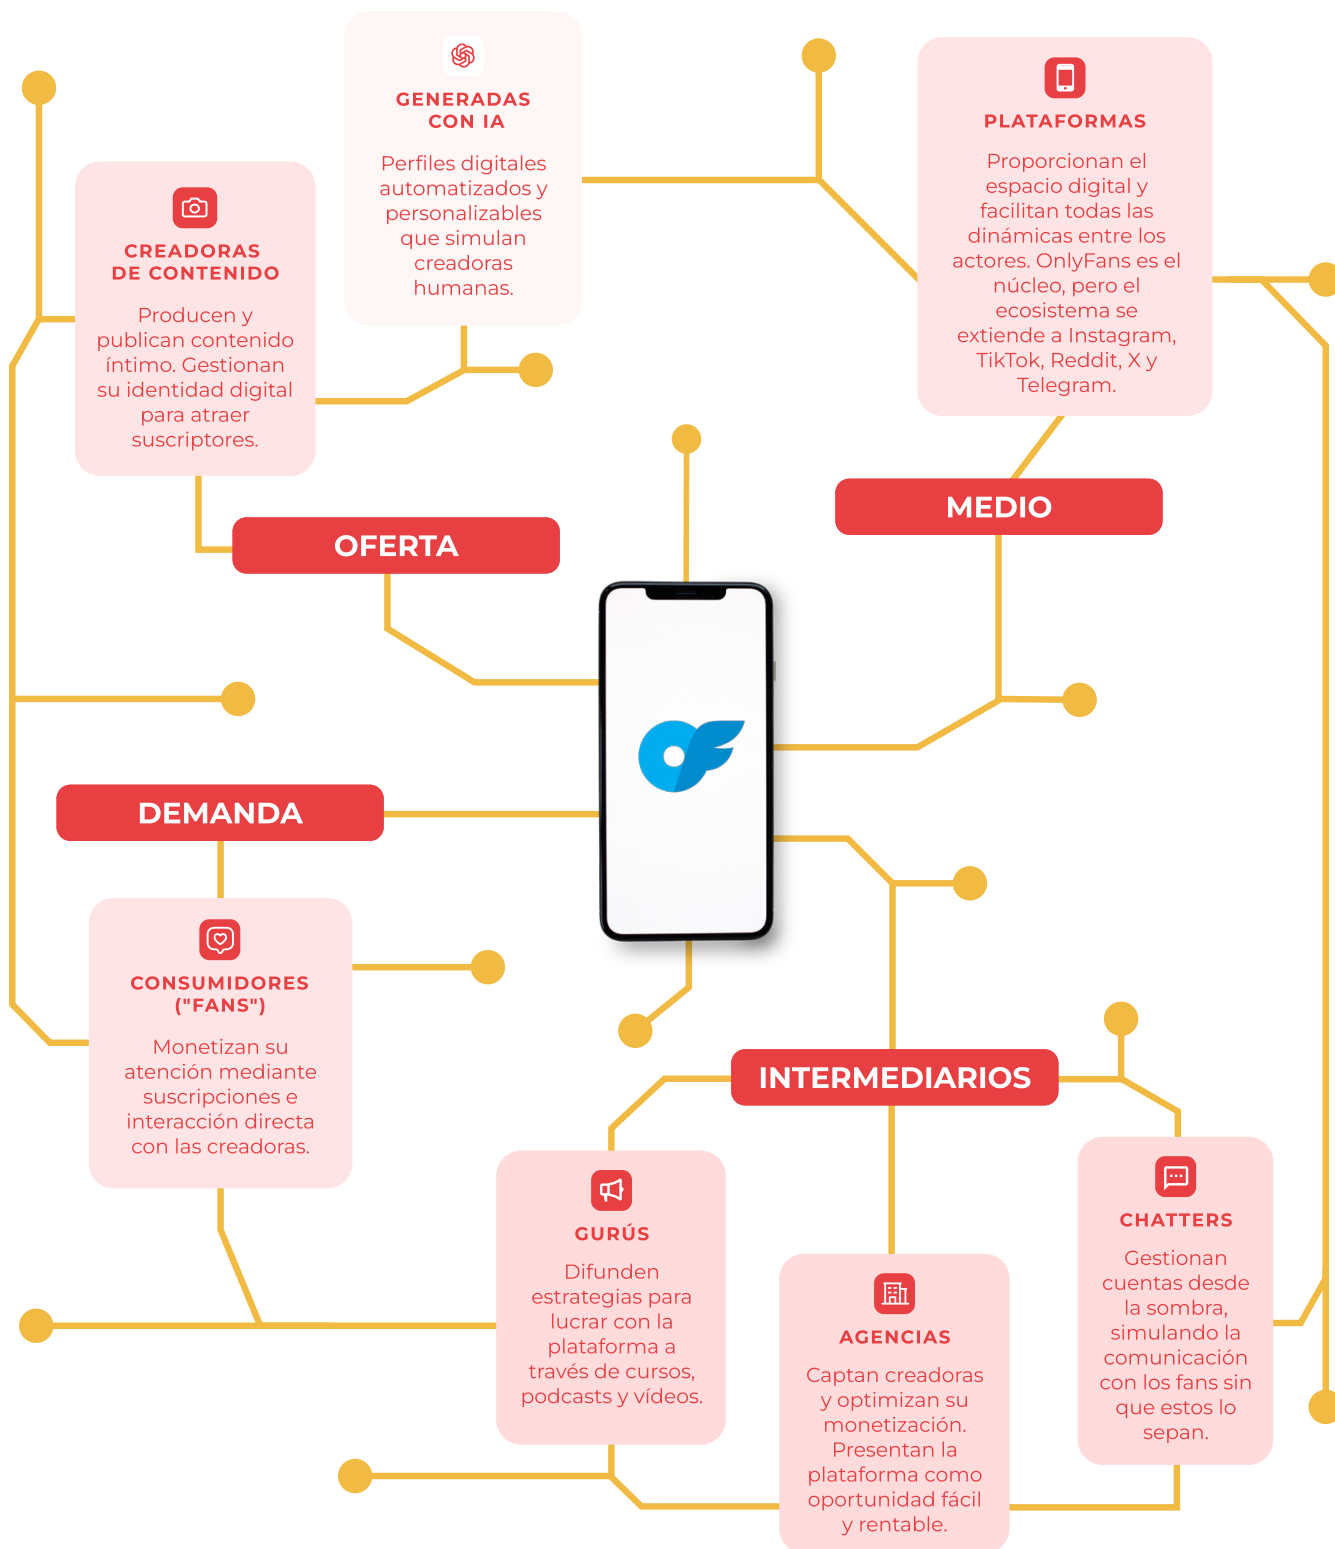 GENERADAS
CON IA
Perfiles digitales
automatizados y
personalizables
que simulan
creadoras
humanas.
PLATAFORMAS
Proporcionan el
espacio digital y
facilitan todas las
dinámicas entre los
actores. OnlyFans es el
núcleo, pero el
ecosistema se
extiende a Instagram,
TikTok, Reddit, X y
Telegram.
CREADORAS
DE CONTENIDO
Producen y
publican contenido
íntimo. Gestionan
su identidad digital
para atraer
suscriptores.
MEDIO
OFERTA
DEMANDA
CONSUMIDORES
("FANS")
Monetizan su
atención mediante
suscripciones e
interacción directa
con las creadoras.
INTERMEDIARIOS
GURÚS
Difunden
estrategias para
lucrar con la
plataforma a
través de cursos,
podcasts y vídeos.
AGENCIAS
Captan creadoras
y optimizan su
monetización.
Presentan la
plataforma como
oportunidad fácil
y rentable.
CHATTERS
Gestionan
cuentas desde
la sombra,
simulando la
comunicación
con los fans sin
que estos lo
sepan.